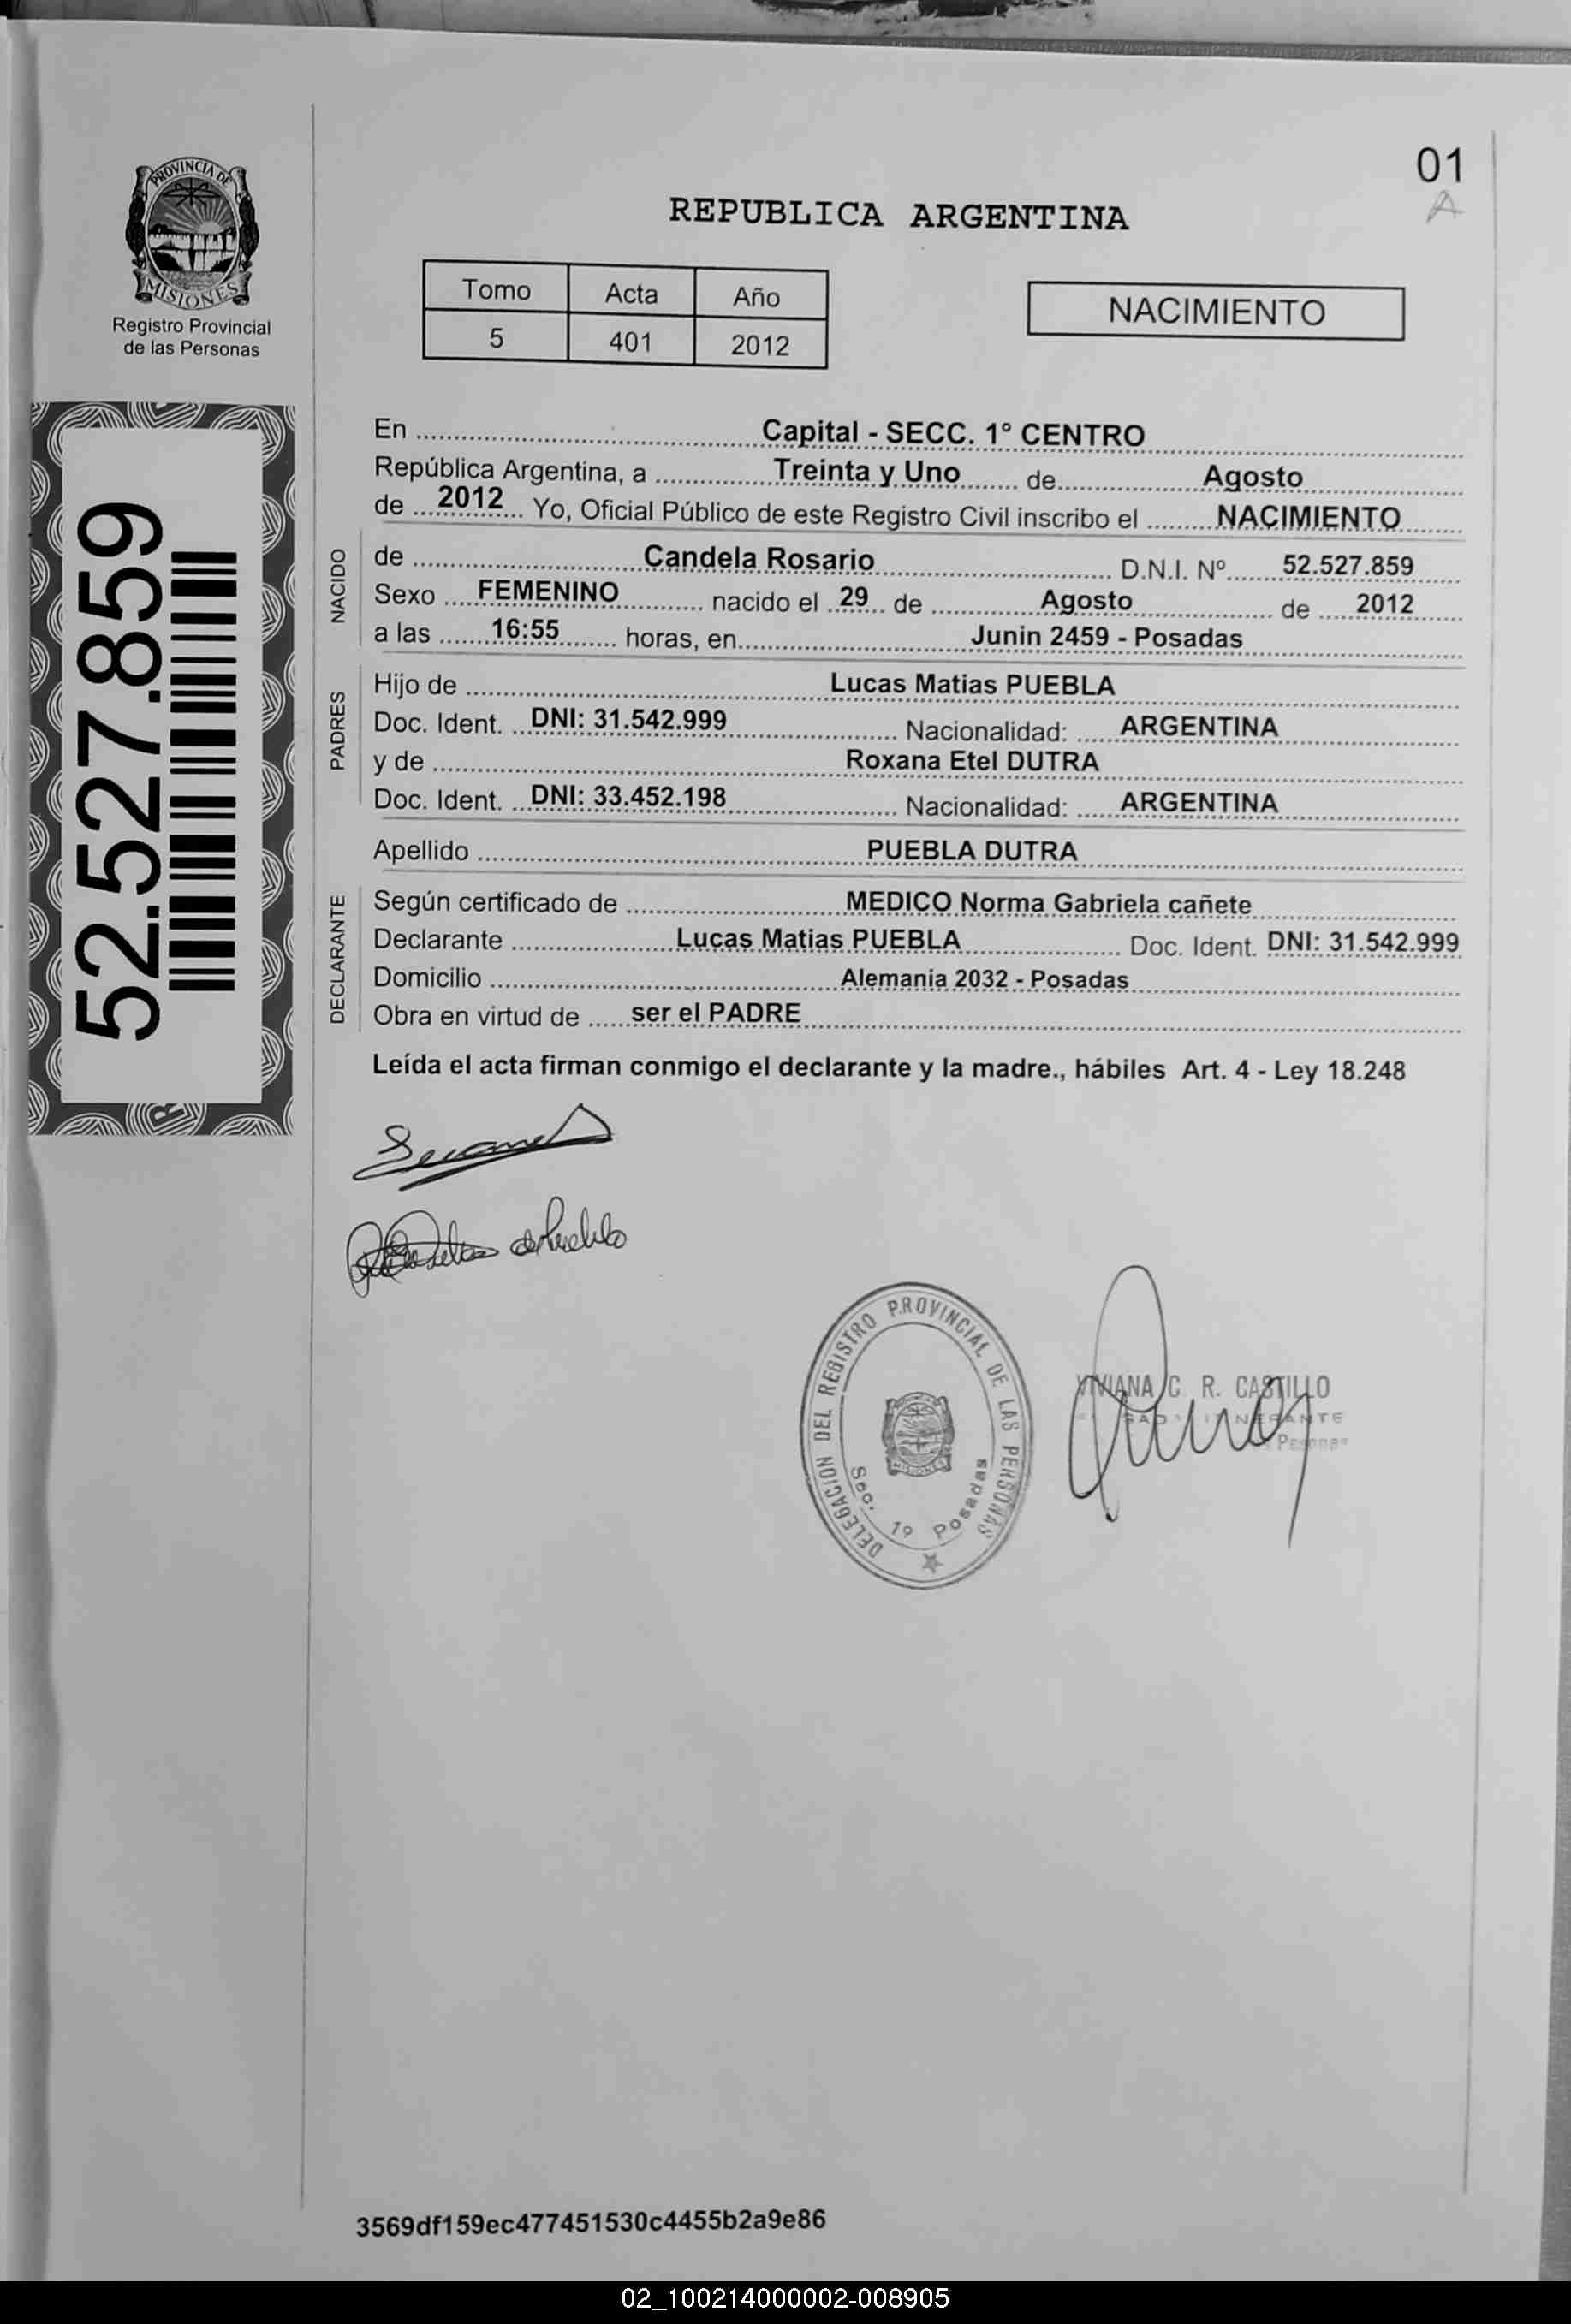 PROVINCIA DE
MISIONES
Registro Provincial
de las Personas
52.527.859
01
A
REPUBLICA ARGENTINA
Tomo Acta Año
5 401 2012
NACIMIENTO
En Capital - SECC. 1° CENTRO
República Argentina, a Treinta y Uno de Agosto
de 2012 Yo, Oficial Público de este Registro Civil inscribo el NACIMIENTO
NACIDO
de Candela Rosario D.N.I. Nº 52.527.859
Sexo FEMENINO nacido el 29 de Agosto de 2012
a las 16:55 horas, en Junin 2459 - Posadas
PADRES
Hijo de Lucas Matias PUEBLA
Doc. Ident. DNI: 31.542.999 Nacionalidad: ARGENTINA
y de Roxana Etel DUTRA
Doc. Ident. DNI: 33.452.198 Nacionalidad: ARGENTINA
Apellido PUEBLA DUTRA
DECLARANTE
Según certificado de MEDICO Norma Gabriela cañete
Declarante Lucas Matias PUEBLA Doc. Ident. DNI: 31.542.999
Domicilio Alemania 2032 - Posadas
Obra en virtud de ser el PADRE
Leída el acta firman conmigo el declarante y la madre., hábiles Art. 4 - Ley 18.248
de Puebla
DELEGACION DEL REGISTRO PROVINCIAL DE LAS PERSONAS
MISIONES
Sec. 1º Posadas
VIVIANA C. R. CASTILLO
3569df159ec477451530c4455b2a9e86
02_100214000002-008905